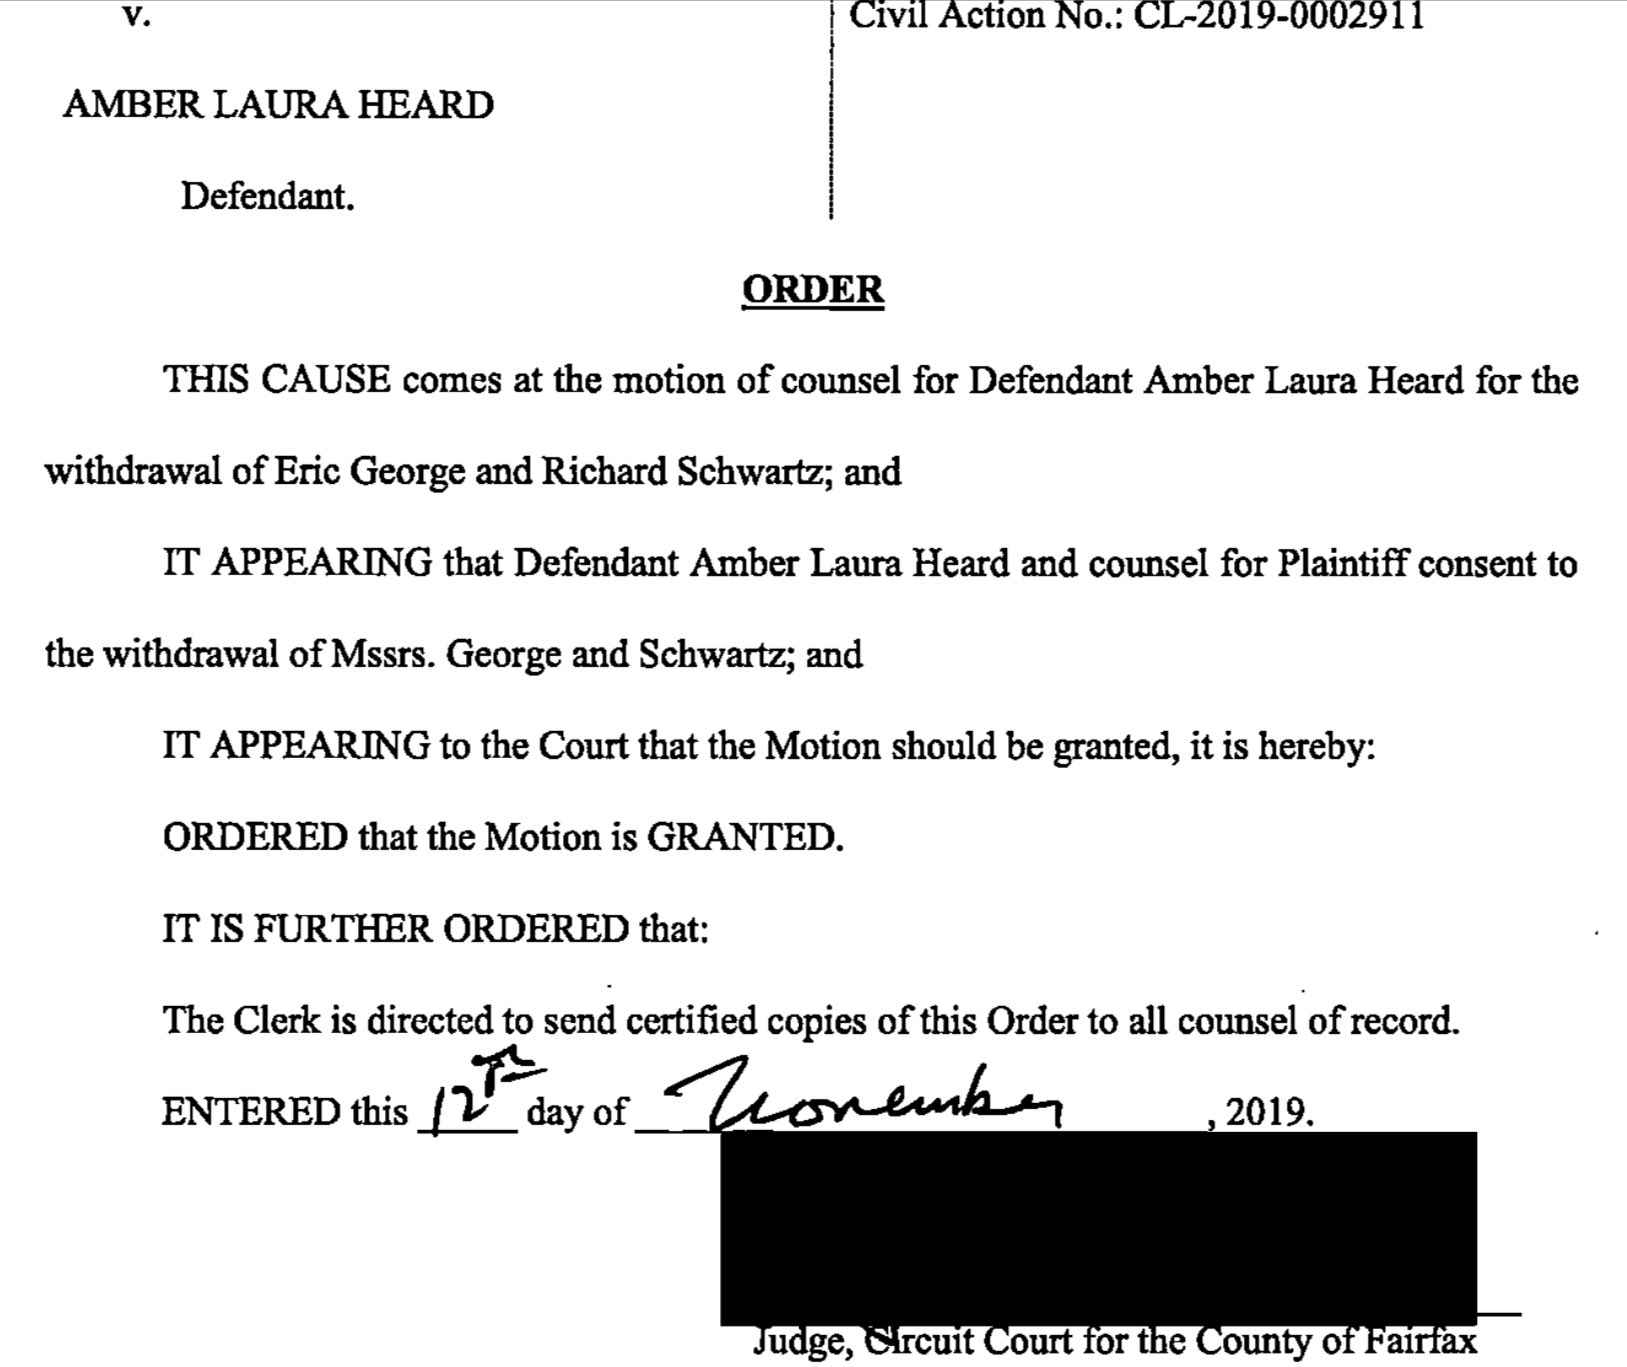 v.
Civil Action No.: CL-2019-0002911
AMBER LAURA HEARD
Defendant.
ORDER
THIS CAUSE comes at the motion of counsel for Defendant Amber Laura Heard for the
withdrawal of Eric George and Richard Schwartz; and
IT APPEARING that Defendant Amber Laura Heard and counsel for Plaintiff consent to
the withdrawal of Mssrs. George and Schwartz; and
IT APPEARING to the Court that the Motion should be granted, it is hereby:
ORDERED that the Motion is GRANTED.
IT IS FURTHER ORDERED that:
The Clerk is directed to send certified copies of this Order to all counsel of record.
ENTERED this 12th day of November, 2019.
Judge, Circuit Court for the County of Fairfax